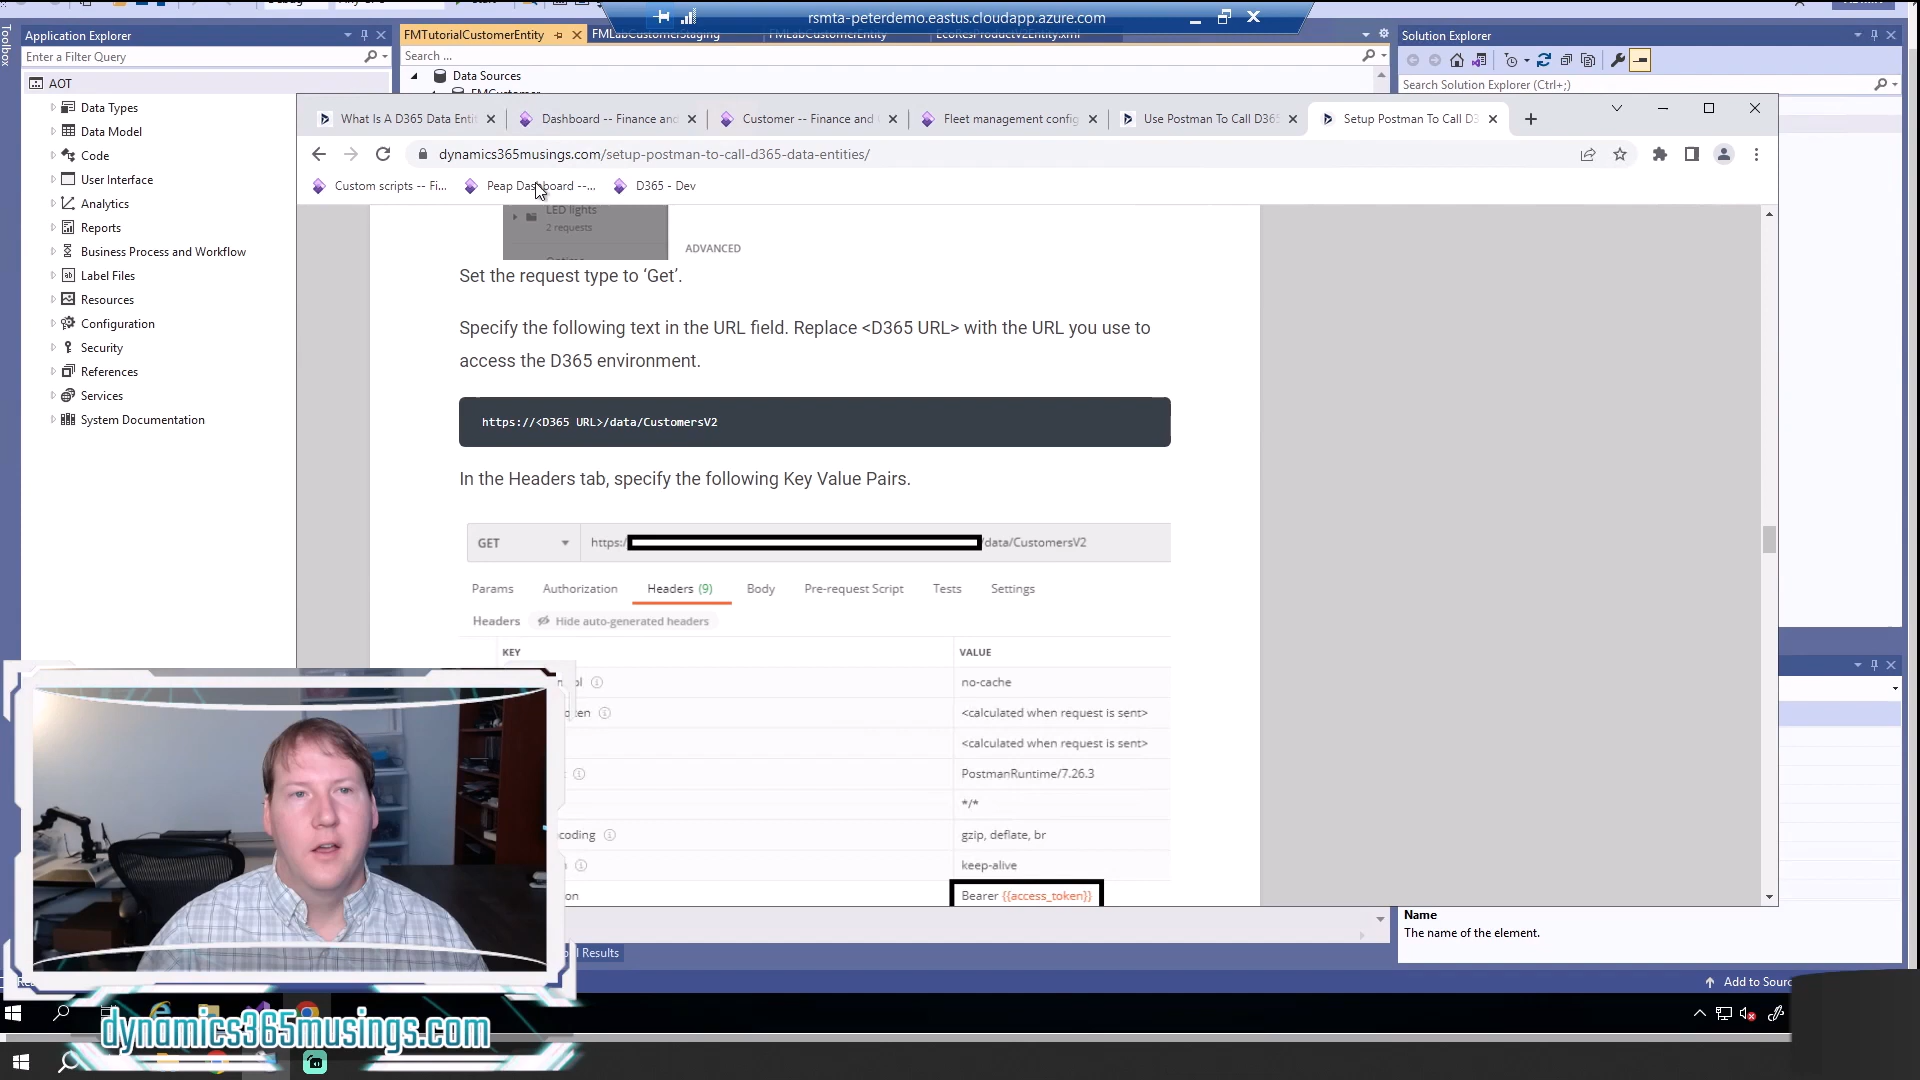 rsmta-peterdemo.eastus.cloudapp.azure.com
Toolbox
Application Explorer
Enter a Filter Query
AOT
Data Types
Data Model
Code
User Interface
Analytics
Reports
Business Process and Workflow
Label Files
Resources
Configuration
Security
References
Services
System Documentation
FMTutorialCustomerEntity
Search ...
Data Sources
Solution Explorer
Search Solution Explorer (Ctrl+;)
What Is A D365 Data Entit
Dashboard -- Finance and
Customer -- Finance and
Fleet management config
Use Postman To Call D365
Setup Postman To Call D3
dynamics365musings.com/setup-postman-to-call-d365-data-entities/
Custom scripts -- Fi...
Peap Dashboard --...
D365 - Dev
LED lights
2 requests
ADVANCED
Set the request type to ‘Get’.
Specify the following text in the URL field. Replace <D365 URL> with the URL you use to
access the D365 environment.
https://<D365 URL>/data/CustomersV2
In the Headers tab, specify the following Key Value Pairs.
GET
https:/
/data/CustomersV2
Params
Authorization
Headers (9)
Body
Pre-request Script
Tests
Settings
Headers
Hide auto-generated headers
KEY
VALUE
no-cache
<calculated when request is sent>
<calculated when request is sent>
PostmanRuntime/7.26.3
*/*
coding
gzip, deflate, br
keep-alive
on
Bearer {{access_token}}
Results
Name
The name of the element.
Add to Sourc
dynamics365musings.com